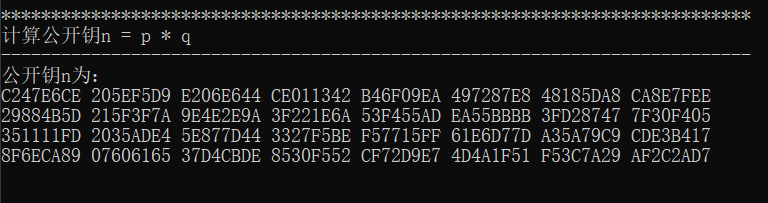 ***************************************************************************
计算公开钥n = p * q
---------------------------------------------------------------------------
公开钥n为:
C247E6CE 205EF5D9 E206E644 CE011342 B46F09EA 497287E8 48185DA8 CA8E7FEE
29884B5D 215F3F7A 9E4E2E9A 3F221E6A 53F455AD EA55BBBB 3FD28747 7F30F405
351111FD 2035ADE4 5E877D44 3327F5BE F57715FF 61E6D77D A35A79C9 CDE3B417
8F6ECA89 07606165 37D4CBDE 8530F552 CF72D9E7 4D4A1F51 F53C7A29 AF2C2AD7